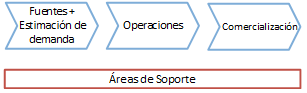 Fuentes +
Estimación de
demanda
Operaciones
Comercialización
Áreas de Soporte